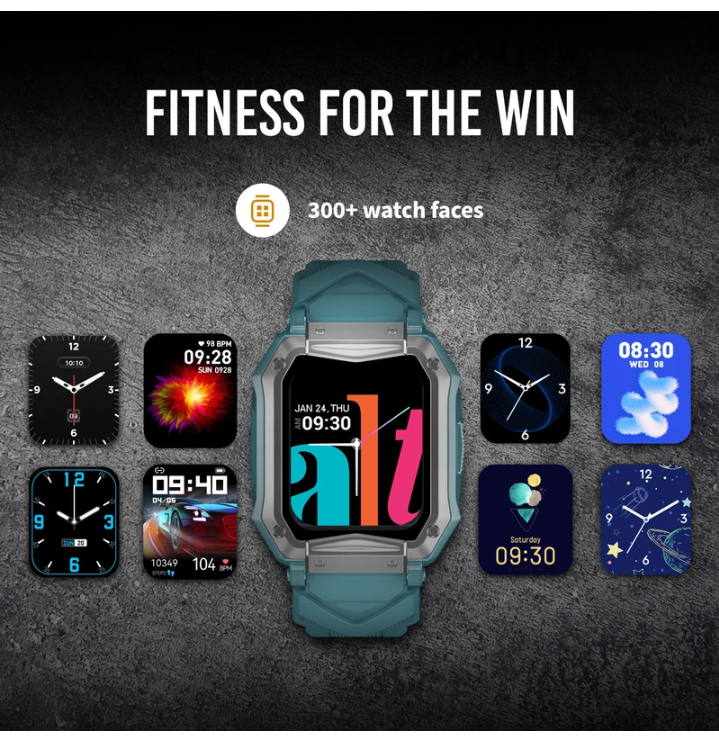 FITNESS FOR THE WIN
300+ watch faces
12
10:10
9
3
09
6
98 BPM
09:28
SUN 0928
JAN 24, THU
AM 09:30
alt
12
9
3
6
08:30
WED 08
12
9
3
SUN 20
6
09:40
04/06
10349
STEPS
104 BPM
Saturday
09:30
12
9
3
6